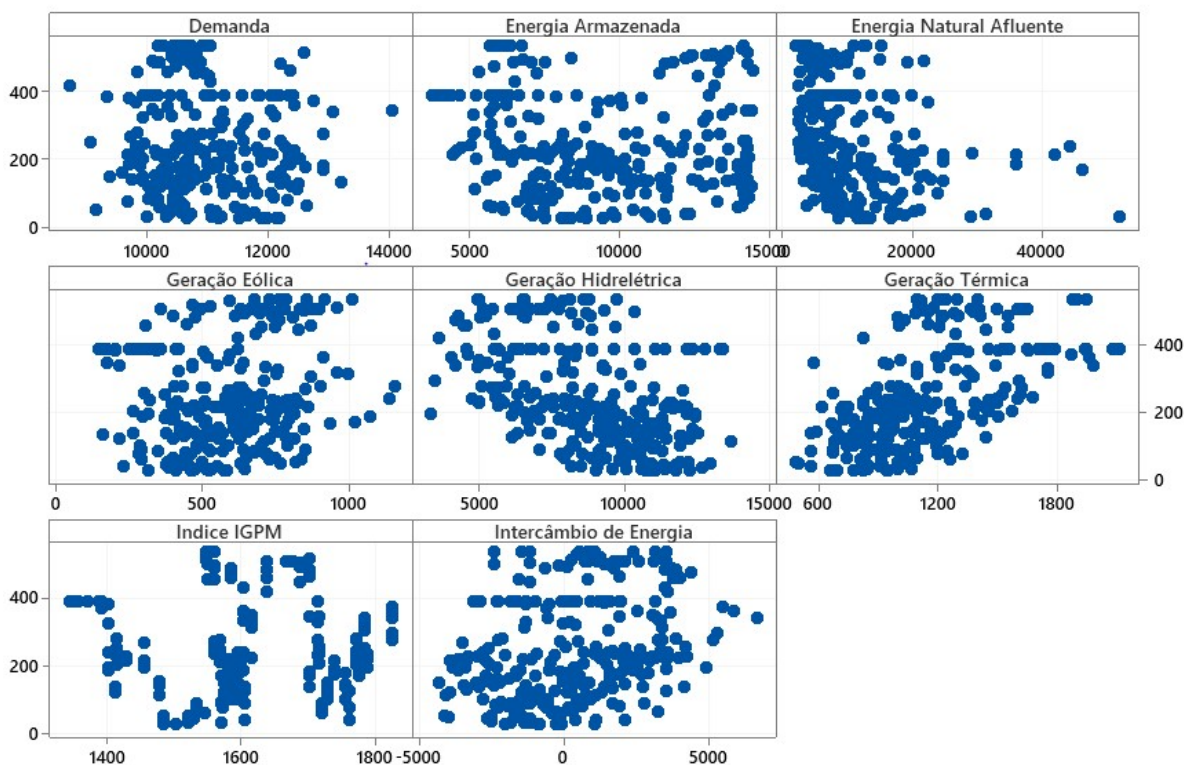 Demanda Energia Armazenada Energia Natural Afluente
400
200
0
10000 12000 14000 5000 10000 15000 0 20000 40000
Geração Eólica Geração Hidrelétrica Geração Térmica
400
200
0
0 500 1000 5000 10000 15000 600 1200 1800
Indice IGPM Intercâmbio de Energia
400
200
0
1400 1600 1800 -5000 0 5000